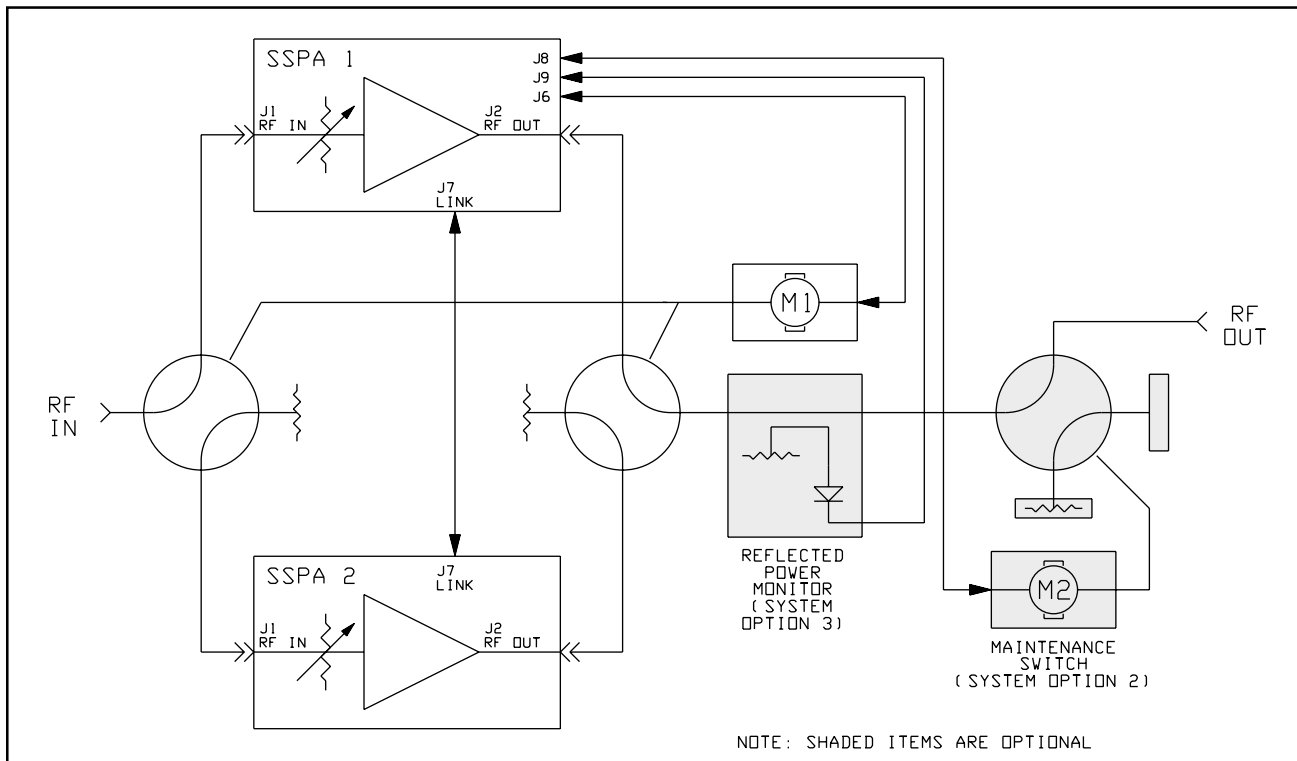 SSPA 1
J8
J9
J6
J1
RF IN
J2
RF OUT
J7
LINK
M1
RF
OUT
RF
IN
REFLECTED
POWER
MONITOR
(SYSTEM
OPTION 3)
SSPA 2
J7
LINK
J1
RF IN
J2
RF OUT
M2
MAINTENANCE
SWITCH
(SYSTEM OPTION 2)
NOTE: SHADED ITEMS ARE OPTIONAL